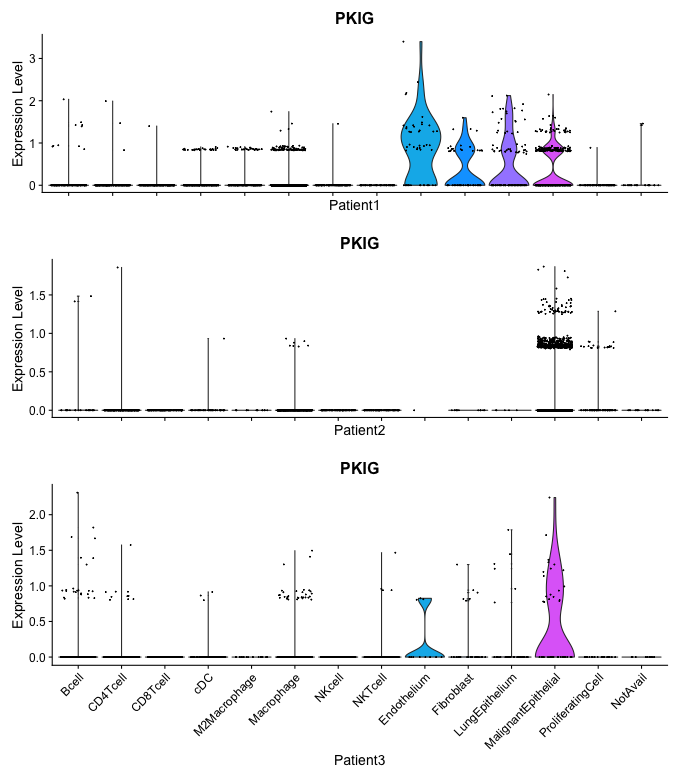 PKIG
Expression Level
3
2
1
0
Patient1
PKIG
Expression Level
1.5
1.0
0.5
0.0
Patient2
PKIG
Expression Level
2.0
1.5
1.0
0.5
0.0
Bcell
CD4Tcell
CD8Tcell
cDC
M2Macrophage
Macrophage
NKcell
NKTcell
Endothelium
Fibroblast
LungEpithelium
MalignantEpithelial
ProliferatingCell
NotAvail
Patient3